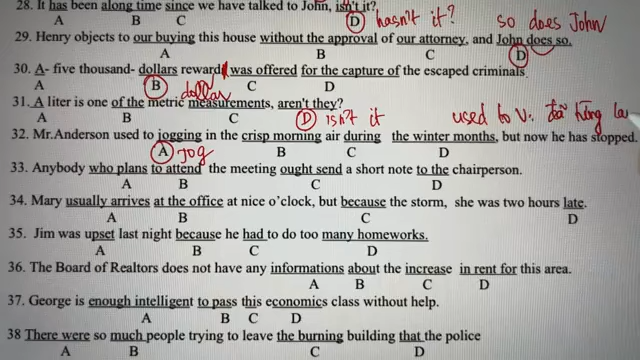 28. It has been along time since we have talked to John, isn't it?
A B C D hasn't it? so does John
29. Henry objects to our buying this house without the approval of our attorney, and John does so.
A B C D
30. A- five thousand- dollars reward was offered for the capture of the escaped criminals
A B dollar C D
31. A liter is one of the metric measurements, aren't they?
A B C D isn't it used to V: đã từng
32. Mr.Anderson used to jogging in the crisp morning air during the winter months, but now he has stopped.
A Jog B C D
33. Anybody who plans to attend the meeting ought send a short note to the chairperson.
A B C D
34. Mary usually arrives at the office at nice o'clock, but because the storm, she was two hours late.
A B C D
35. Jim was upset last night because he had to do too many homeworks.
A B C D
36. The Board of Realtors does not have any informations about the increase in rent for this area.
A B C D
37. George is enough intelligent to pass this economics class without help.
A B C D
38 There were so much people trying to leave the burning building that the police
A B C D